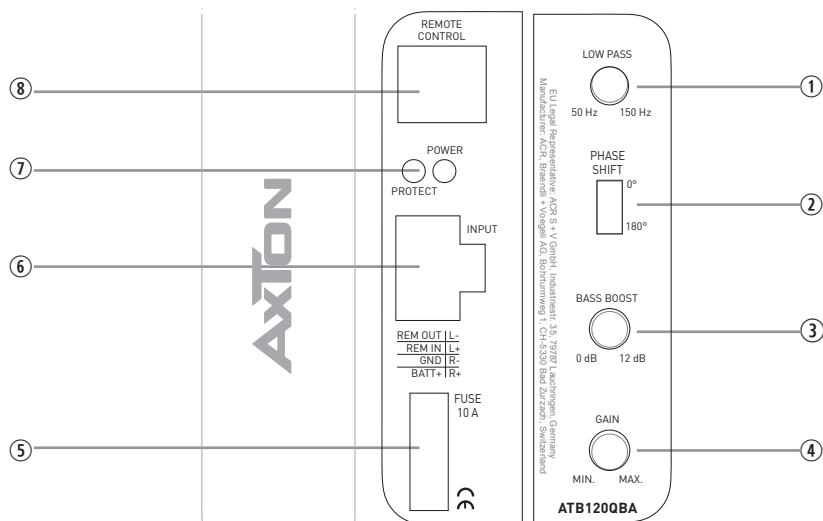 REMOTE
CONTROL
⑧
POWER
⑦
PROTECT
INPUT
⑥
REM OUT L-
REM IN L+
GND R-
BATT+ R+
FUSE
10 A
⑤
CE
AXTON
LOW PASS
①
50 Hz 150 Hz
PHASE
SHIFT
0°
②
180°
BASS BOOST
③
0 dB 12 dB
GAIN
④
MIN. MAX.
ATB120QBA
EU Legal Representative: ACR S + V GmbH, Industriestr. 35, 79787 Lauchringen, Germany
Manufacturer: ACR, Braendli + Voegeli AG, Bohrturmweg 1, CH-5330 Bad Zurzach, Switzerland